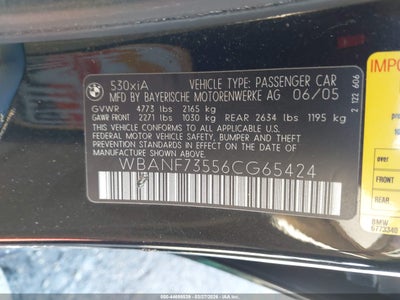 530xiA VEHICLE TYPE: PASSENGER CAR
MFD BY BAYERISCHE MOTORENWERKE AG 06/05
GVWR 4773 lbs 2165 kg
GAWR FRONT 2271 lbs 1030 kg REAR 2634 lbs 1195 kg
THIS VEHICLE CONFORMS TO ALL APPLICABLE U.S.
FEDERAL MOTOR VEHICLE SAFETY, BUMPER AND THEFT
PREVENTION STANDARDS IN EFFECT ON THE DATE OF
MANUFACTURE SHOWN ABOVE.
WBANF73556CG65424
2 122 606
IMPO
BMW
6773340